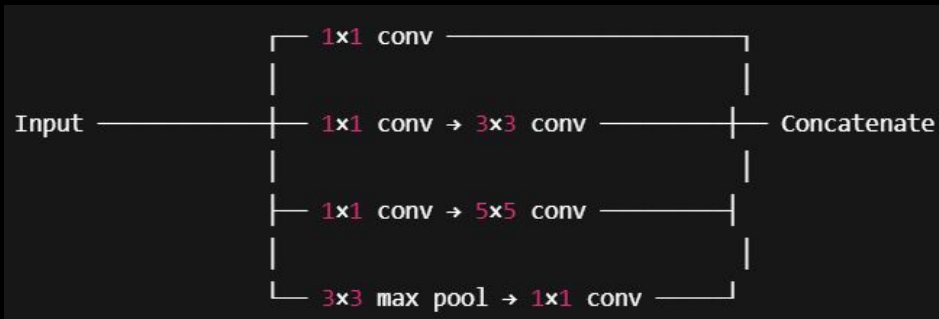 1×1 conv
Input 1×1 conv → 3×3 conv Concatenate
1×1 conv → 5×5 conv
3×3 max pool → 1×1 conv